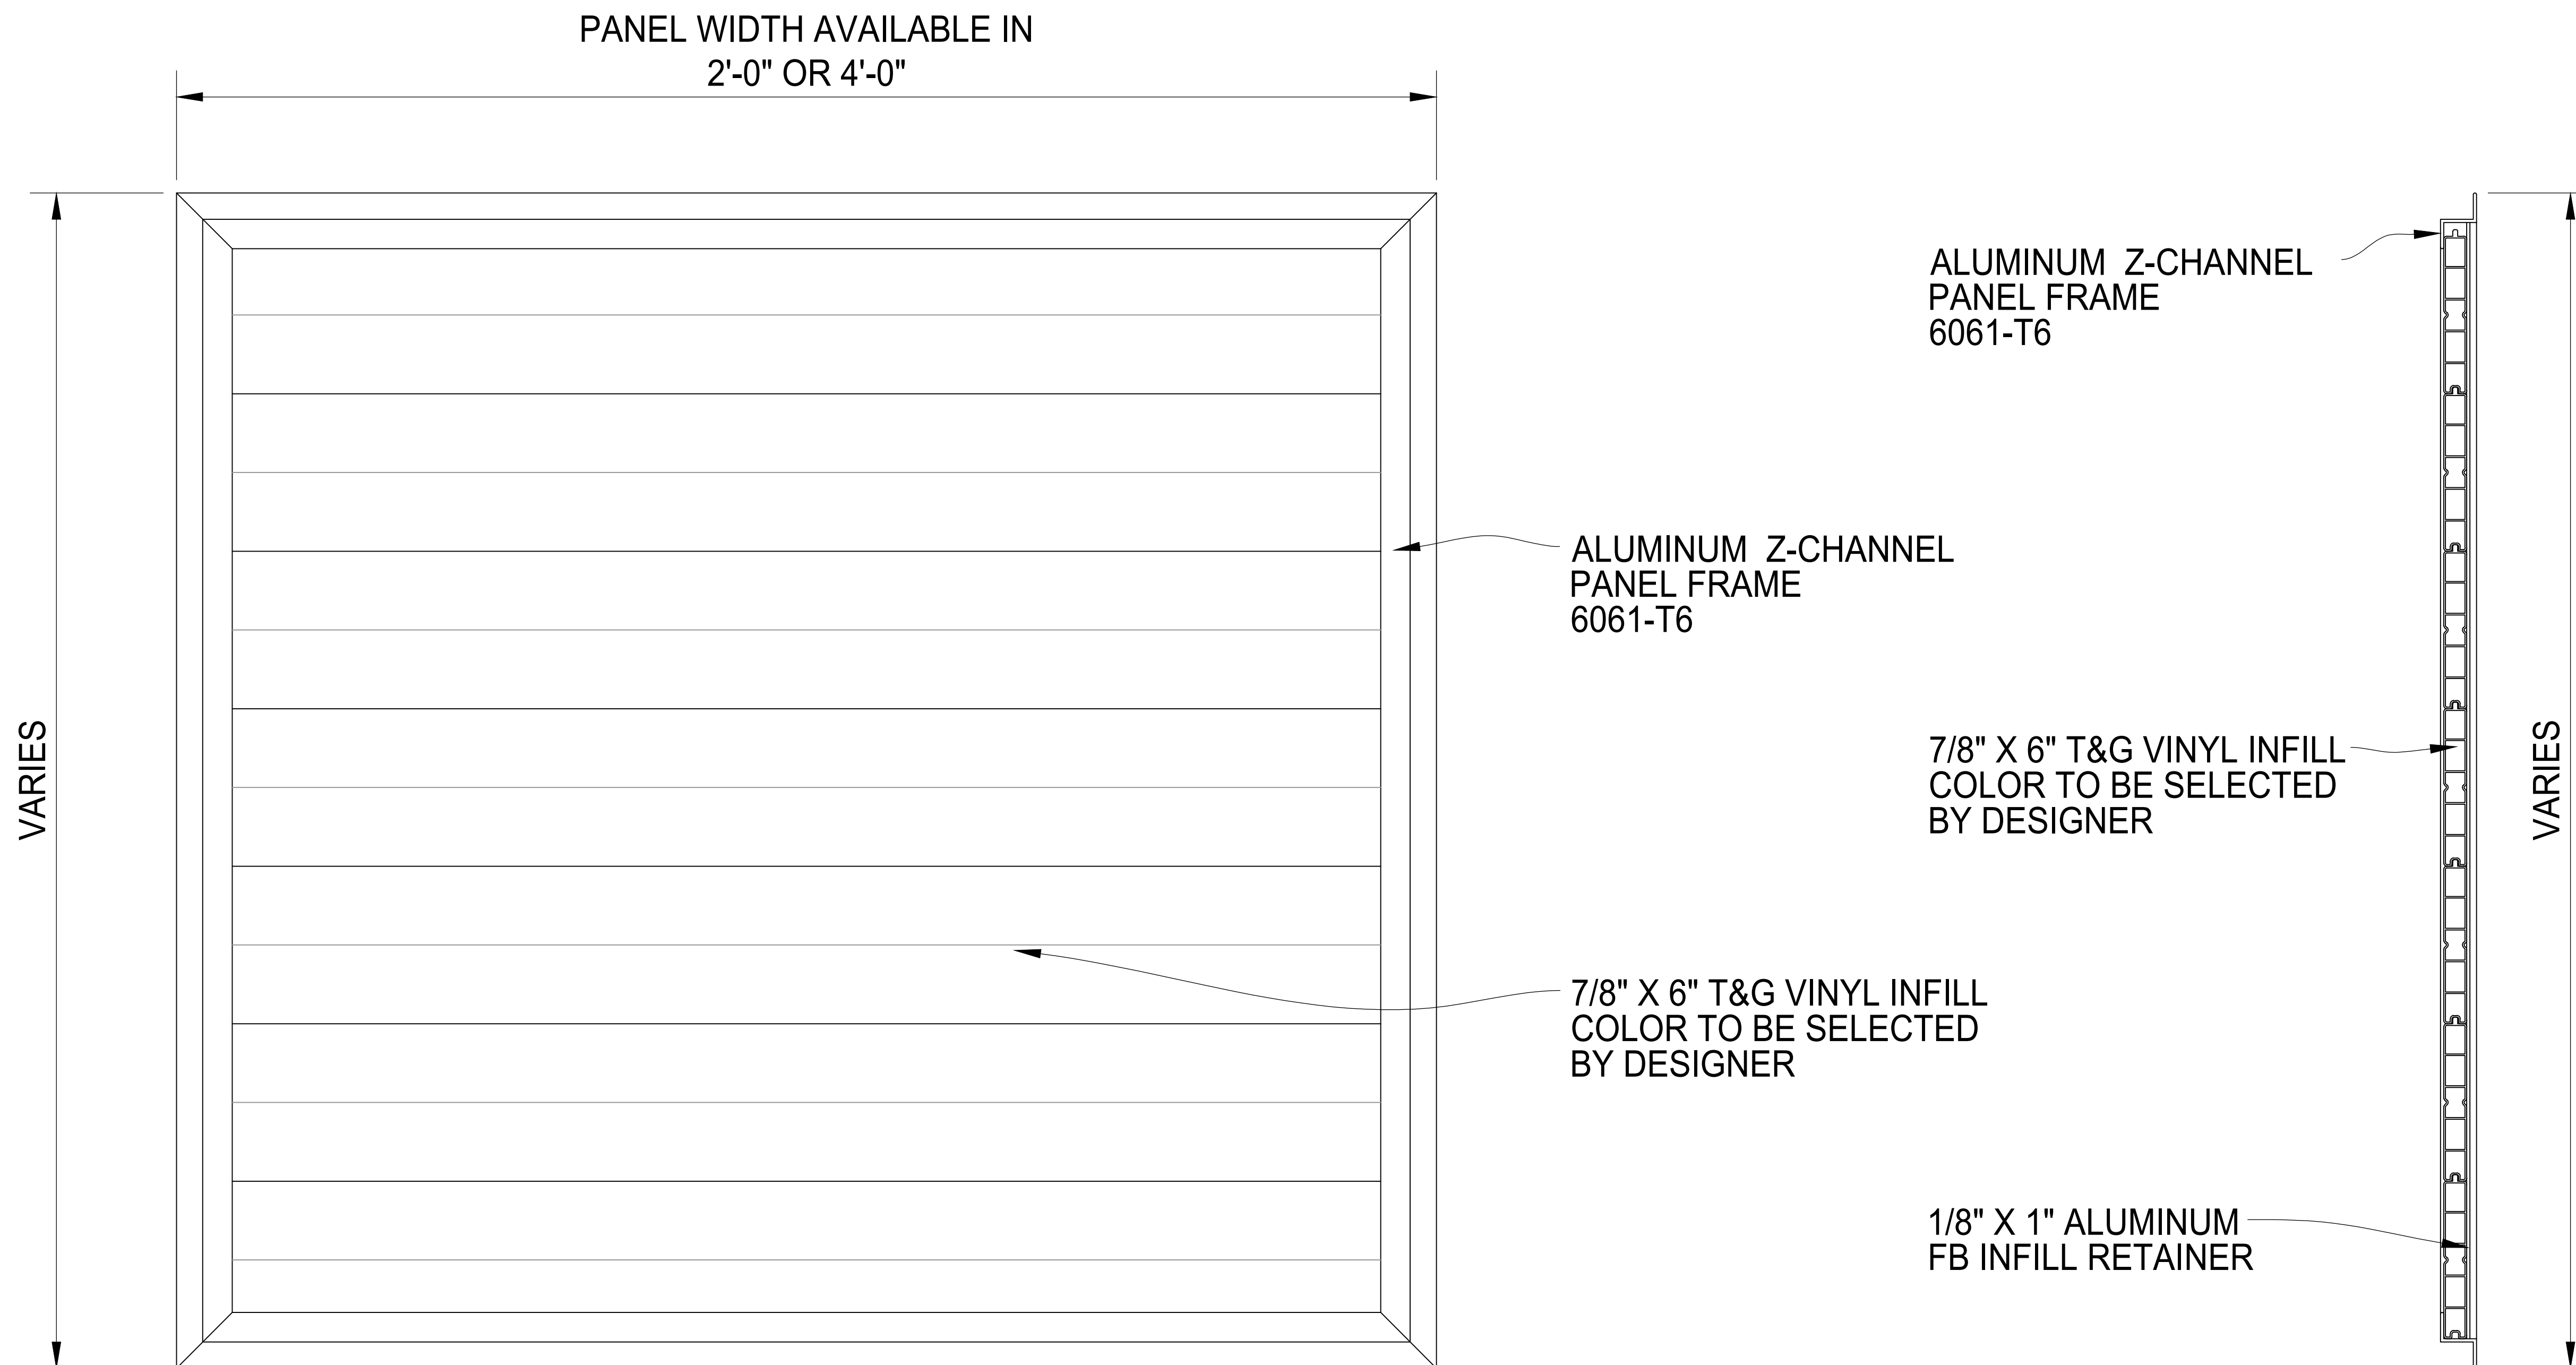 PANEL WIDTH AVAILABLE IN
2'-0" OR 4'-0"
VARIES
ALUMINUM  Z-CHANNEL
PANEL FRAME
6061-T6
7/8" X 6" T&G VINYL INFILL
COLOR TO BE SELECTED
BY DESIGNER
ALUMINUM  Z-CHANNEL
PANEL FRAME
6061-T6
7/8" X 6" T&G VINYL INFILL
COLOR TO BE SELECTED
BY DESIGNER
1/8" X 1" ALUMINUM
FB INFILL RETAINER
VARIES